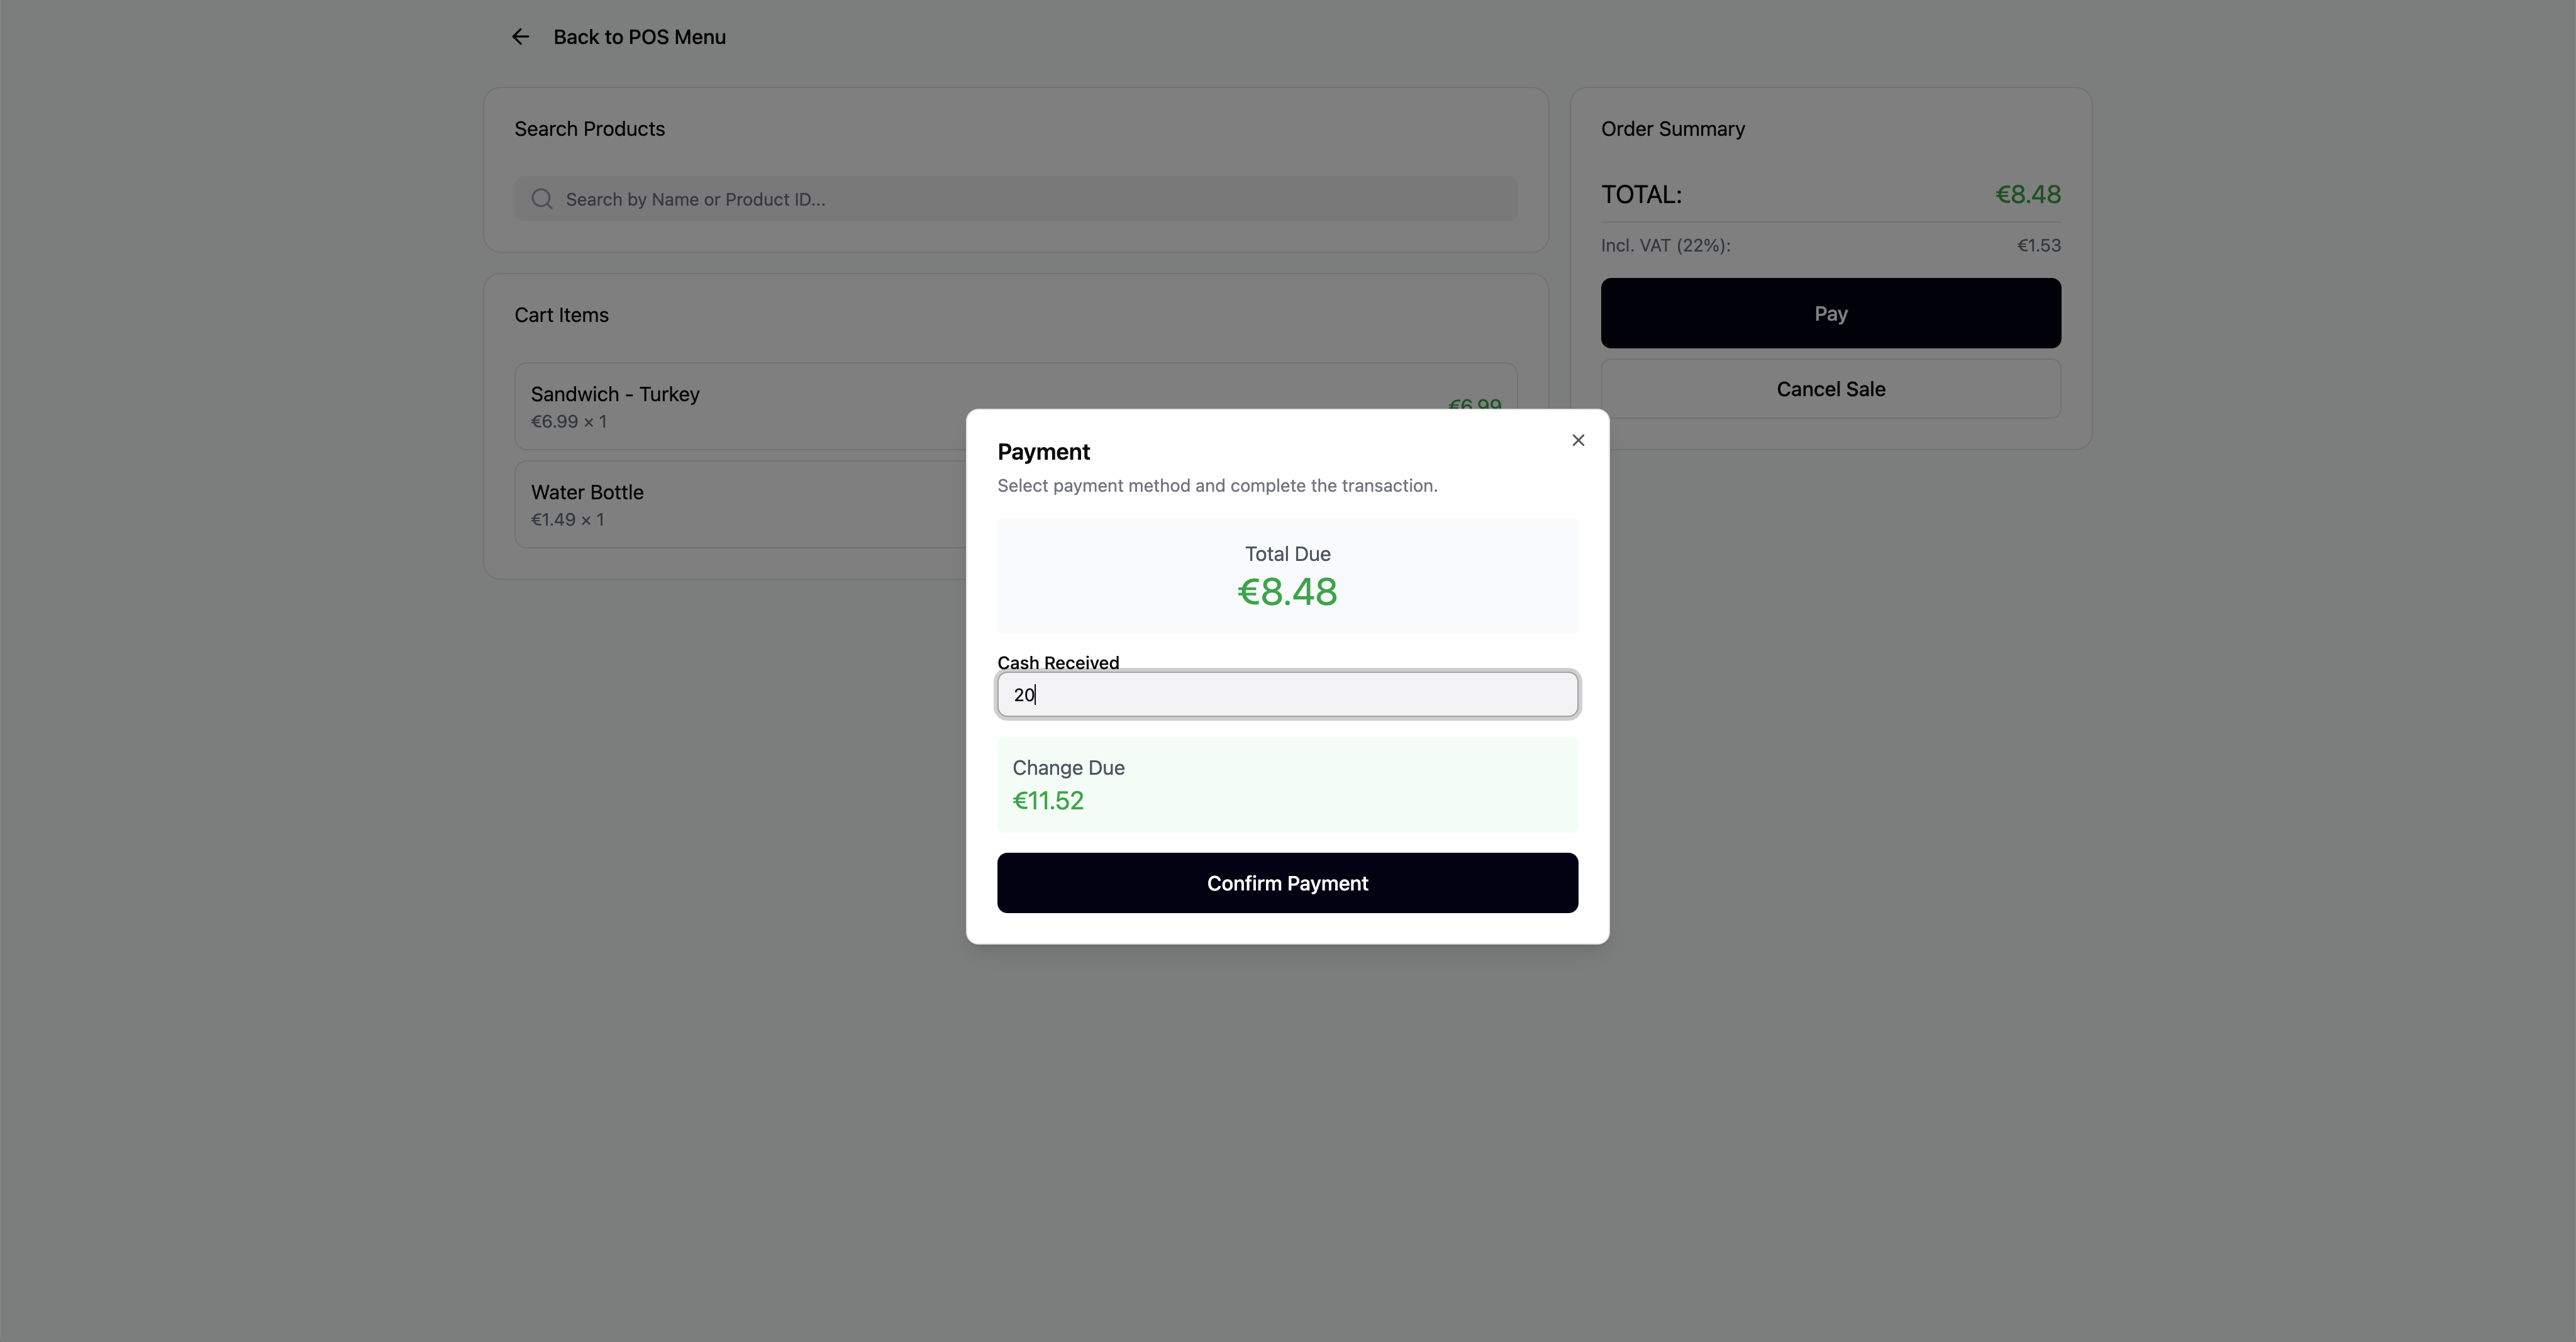 Back to POS Menu
Search Products
Search by Name or Product ID...
Cart Items
Sandwich - Turkey
€6.99 × 1
€6.99
Water Bottle
€1.49 × 1
Order Summary
TOTAL: €8.48
Incl. VAT (22%): €1.53
Pay
Cancel Sale
Payment
Select payment method and complete the transaction.
Total Due
€8.48
Cash Received
20
Change Due
€11.52
Confirm Payment